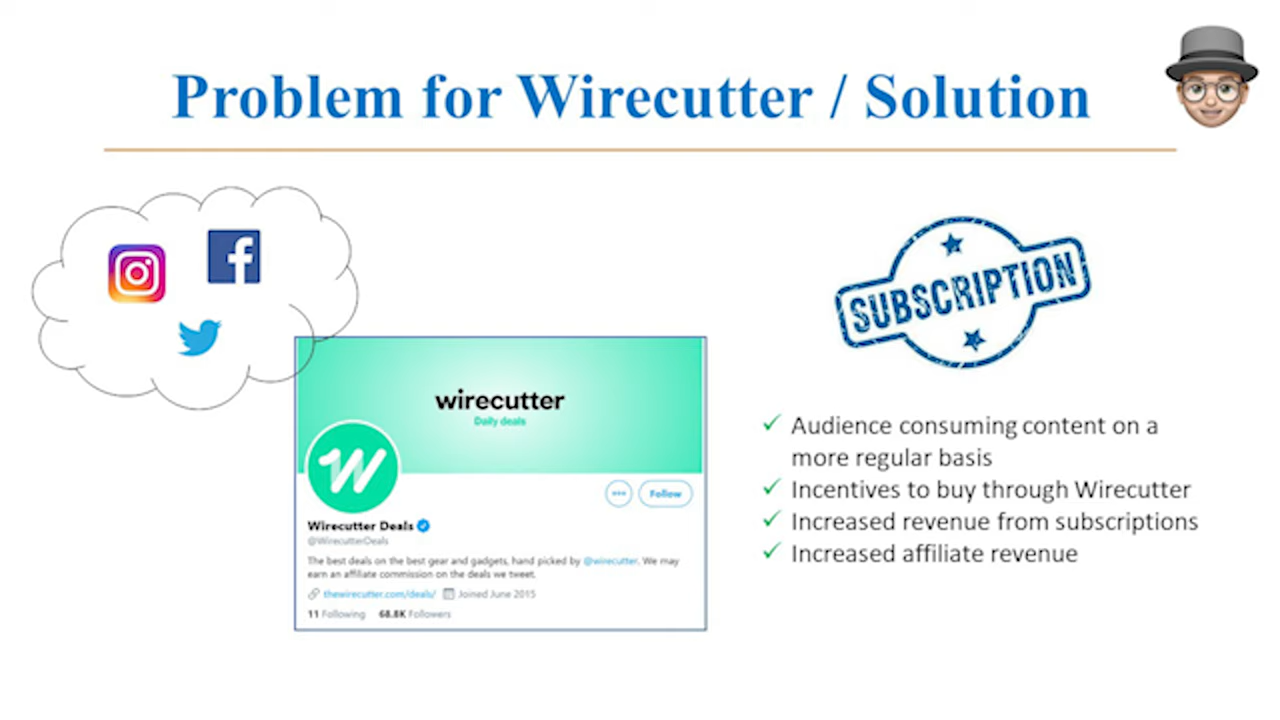 Problem for Wirecutter / Solution
SUBSCRIPTION
wirecutter
Daily deals
Follow
Wirecutter Deals
@WirecutterDeals
The best deals on the best gear and gadgets, hand picked by @wirecutter. We may
earn an affiliate commission on the deals we tweet.
thewirecutter.com/deals/ Joined June 2015
11 Following 68.8K Followers
Audience consuming content on a
more regular basis
Incentives to buy through Wirecutter
Increased revenue from subscriptions
Increased affiliate revenue